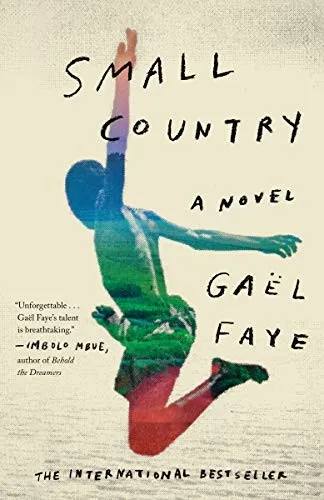 SMALL
COUNTRY
A NOVEL
GAËL
FAYE
"Unforgettable . . .
Gaël Faye's talent
is breathtaking."
—IMBOLO MBUE,
author of Behold
the Dreamers
THE INTERNATIONAL BESTSELLER